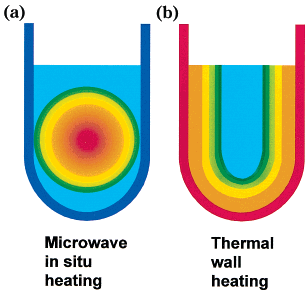 (a)
(b)
Microwave
in situ
heating
Thermal
wall
heating